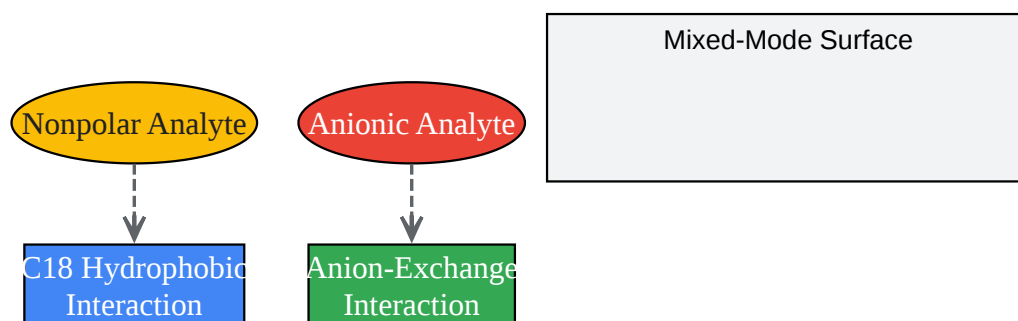 Mixed-Mode Surface
Nonpolar Analyte
Anionic Analyte
C18 Hydrophobic
Interaction
Anion-Exchange
Interaction